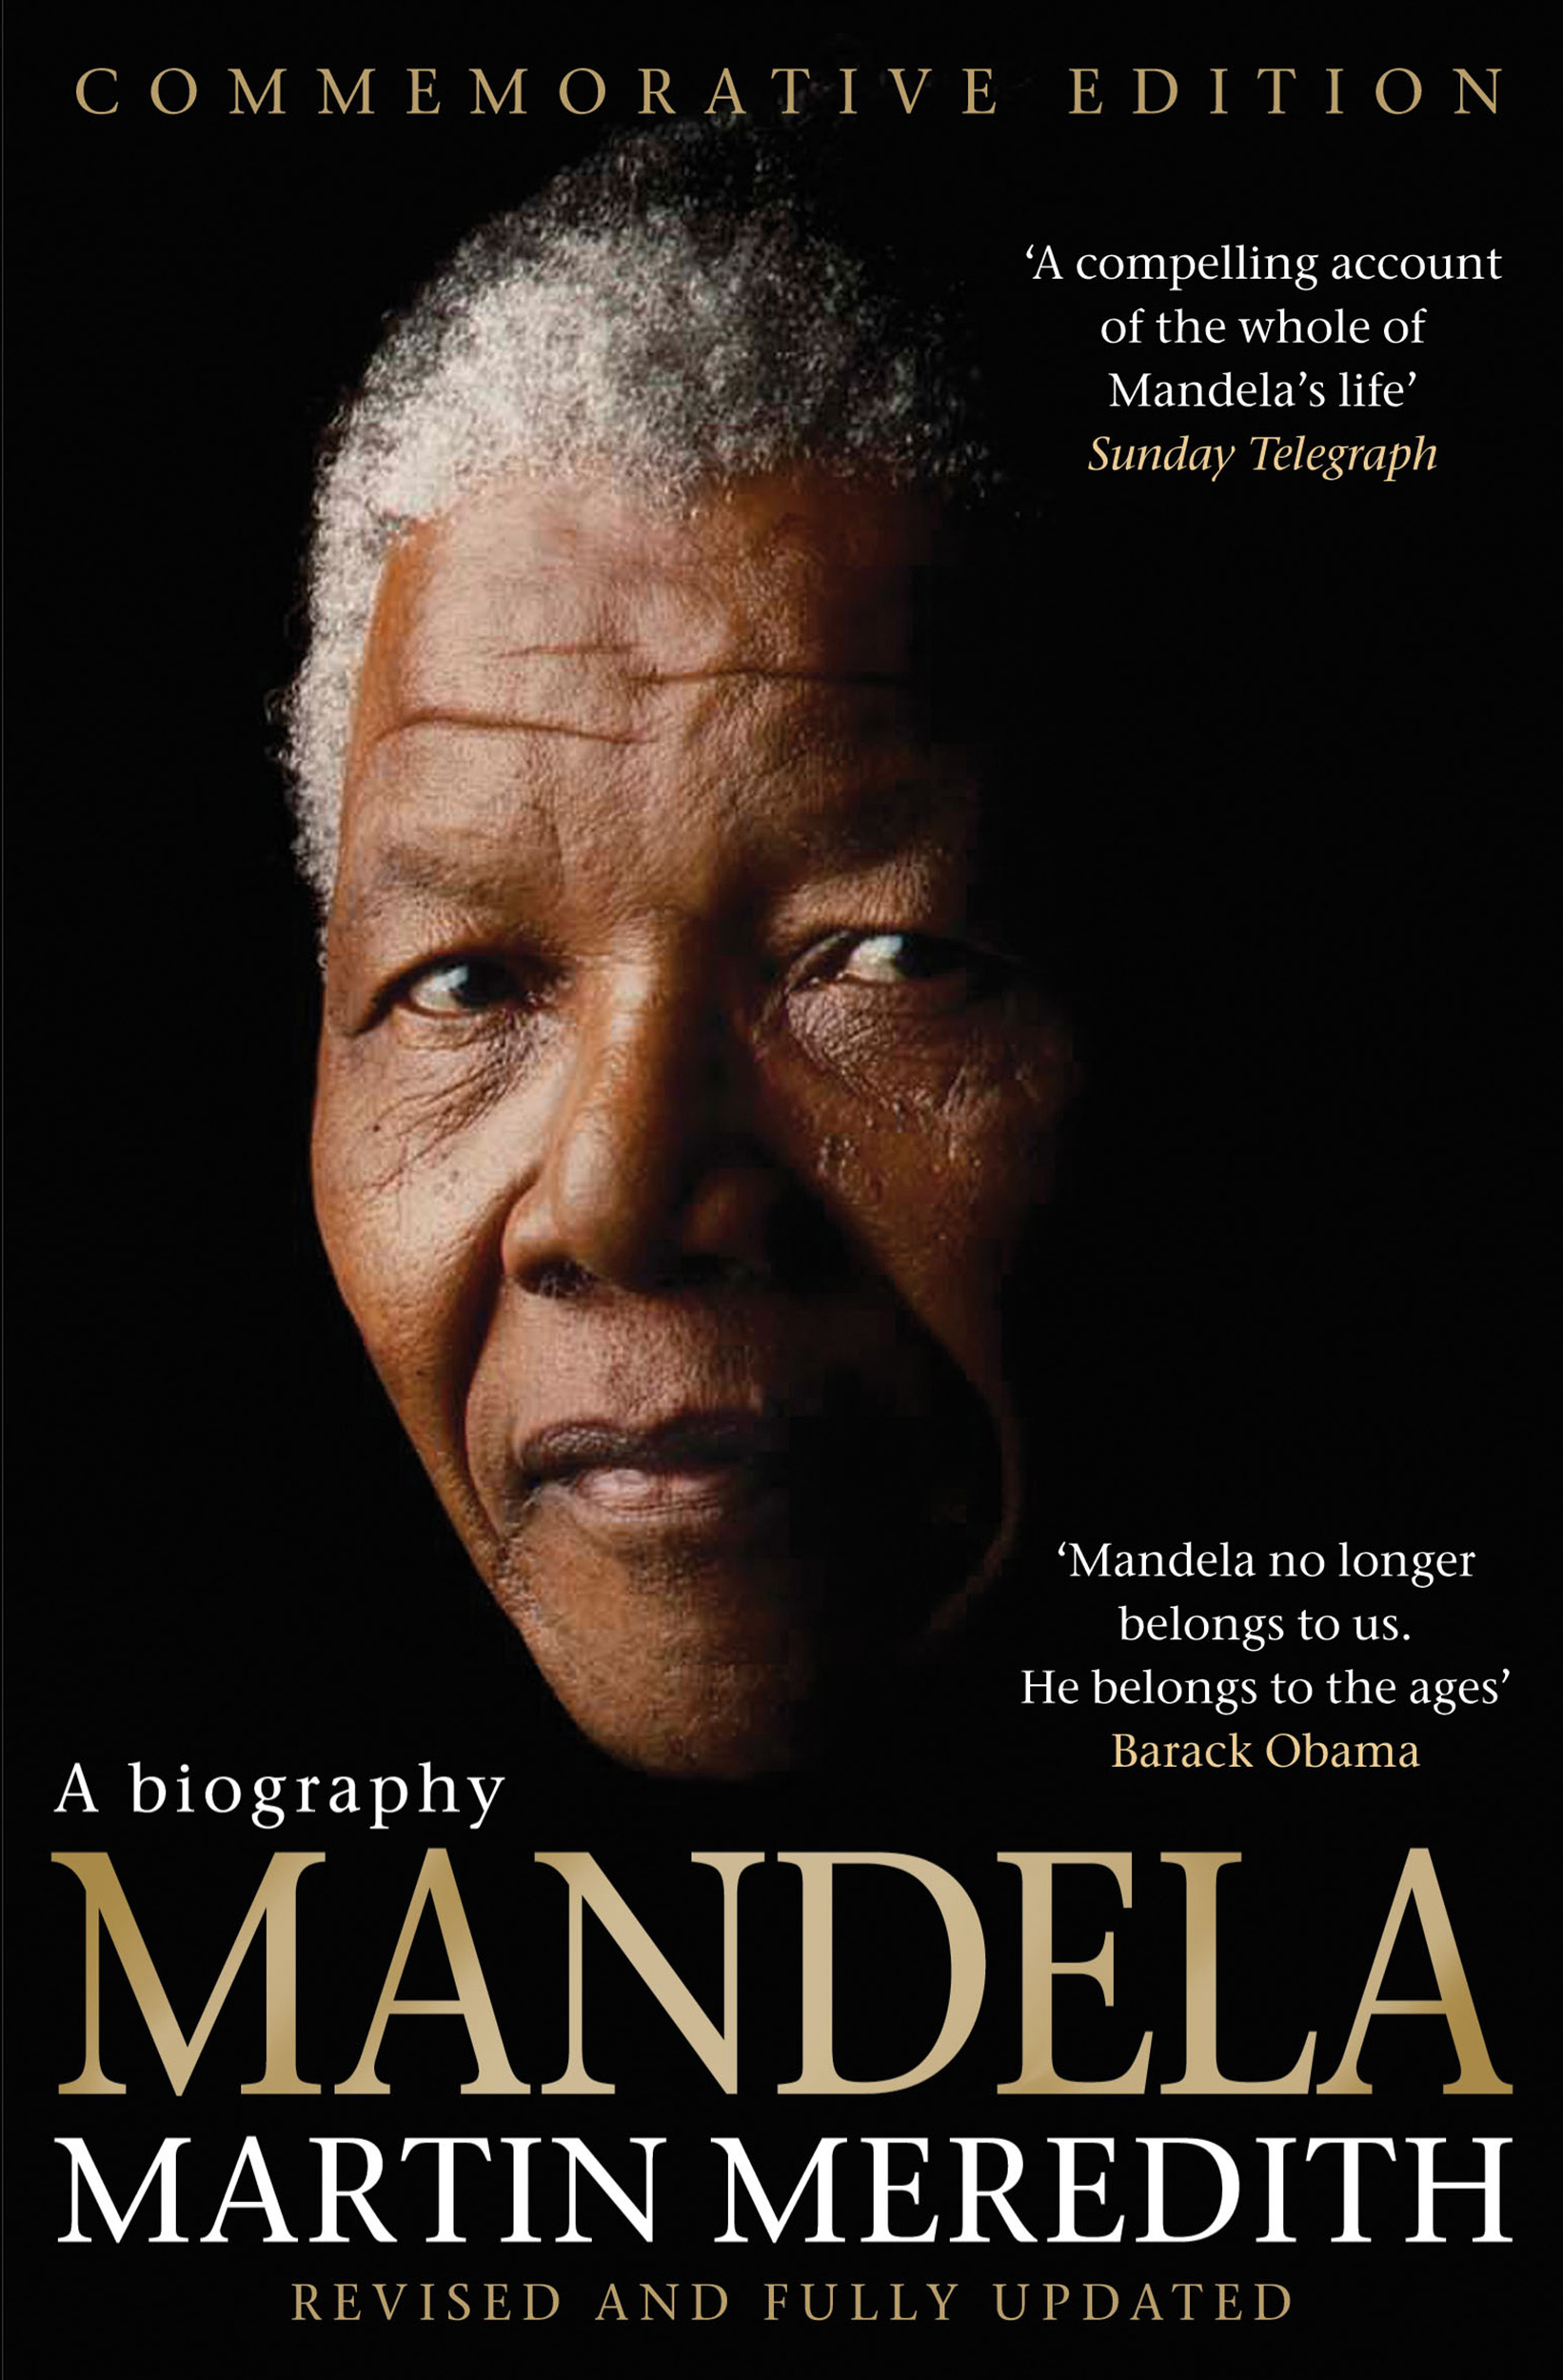 COMMEMORATIVE EDITION
‘A compelling account
of the whole of
Mandela’s life’
Sunday Telegraph
‘Mandela no longer
belongs to us.
He belongs to the ages’
Barack Obama
A biography
MANDELA
MARTIN MEREDITH
REVISED AND FULLY UPDATED